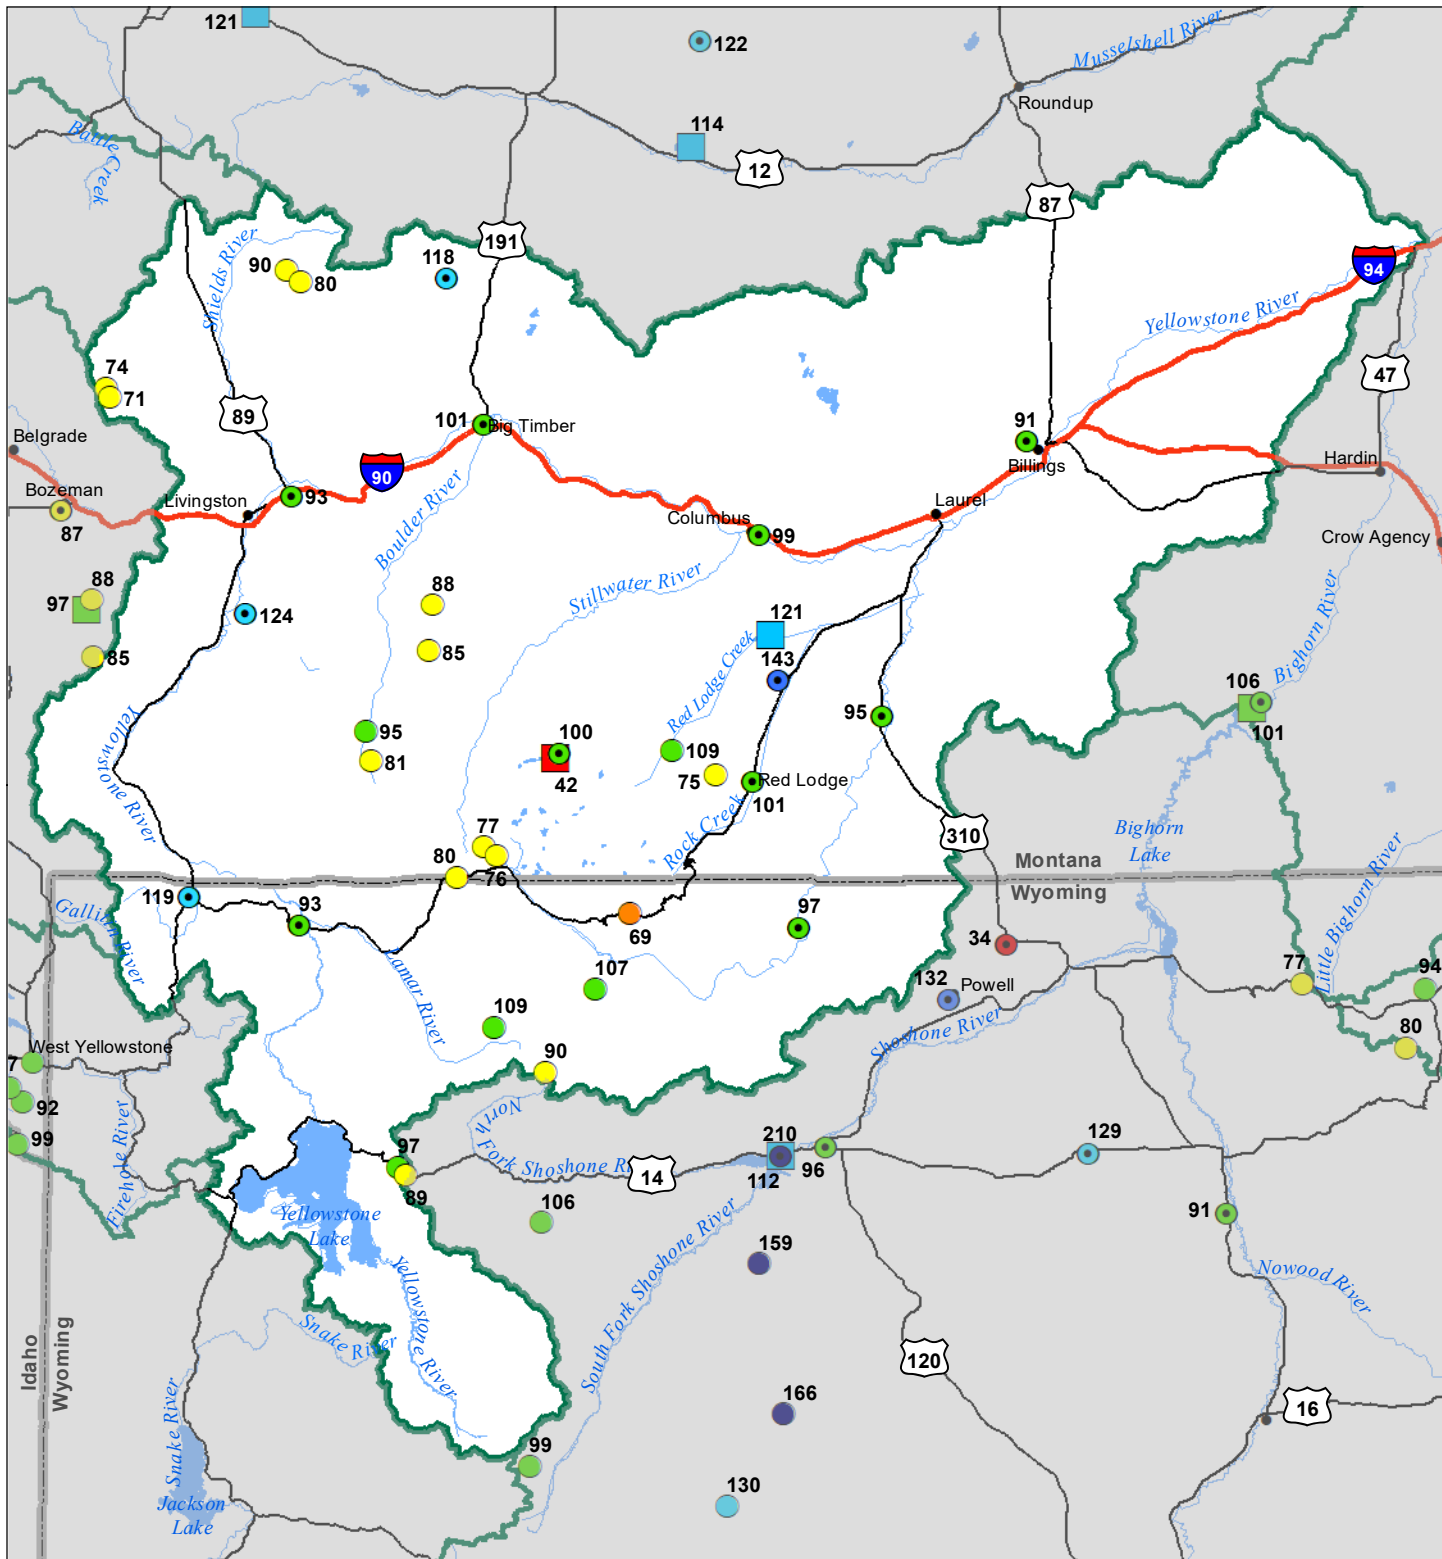 121
122
Musselshell River
Roundup
Battle
Creek
114
12
87
191
118
90
80
Shields River
94
Yellowstone River
74
71
89
47
Belgrade
101
Big Timber
91
Billings
Hardin
90
Bozeman
87
Livingston
93
Boulder River
Columbus
99
Laurel
Crow Agency
88
97
88
Stillwater River
124
121
85
85
143
Red Lodge Creek
Bighorn River
106
101
95
95
81
100
42
109
75
Red Lodge
101
Yellowstone River
Rock Creek
310
Bighorn
Lake
77
76
80
Montana
Wyoming
Little Bighorn River
119
93
Gallitin River
69
97
34
77
94
Lamar River
107
132
Powell
109
Shoshone River
80
West Yellowstone
7
92
99
90
North
Fork Shoshone Ri
Firehole River
97
89
14
210
112
96
129
106
91
Yellowstone
Lake
South Fork Shoshone River
159
Nowood River
Yellowstone River
Snake River
Idaho
Wyoming
120
166
16
Snake River
99
Jackson
Lake
130